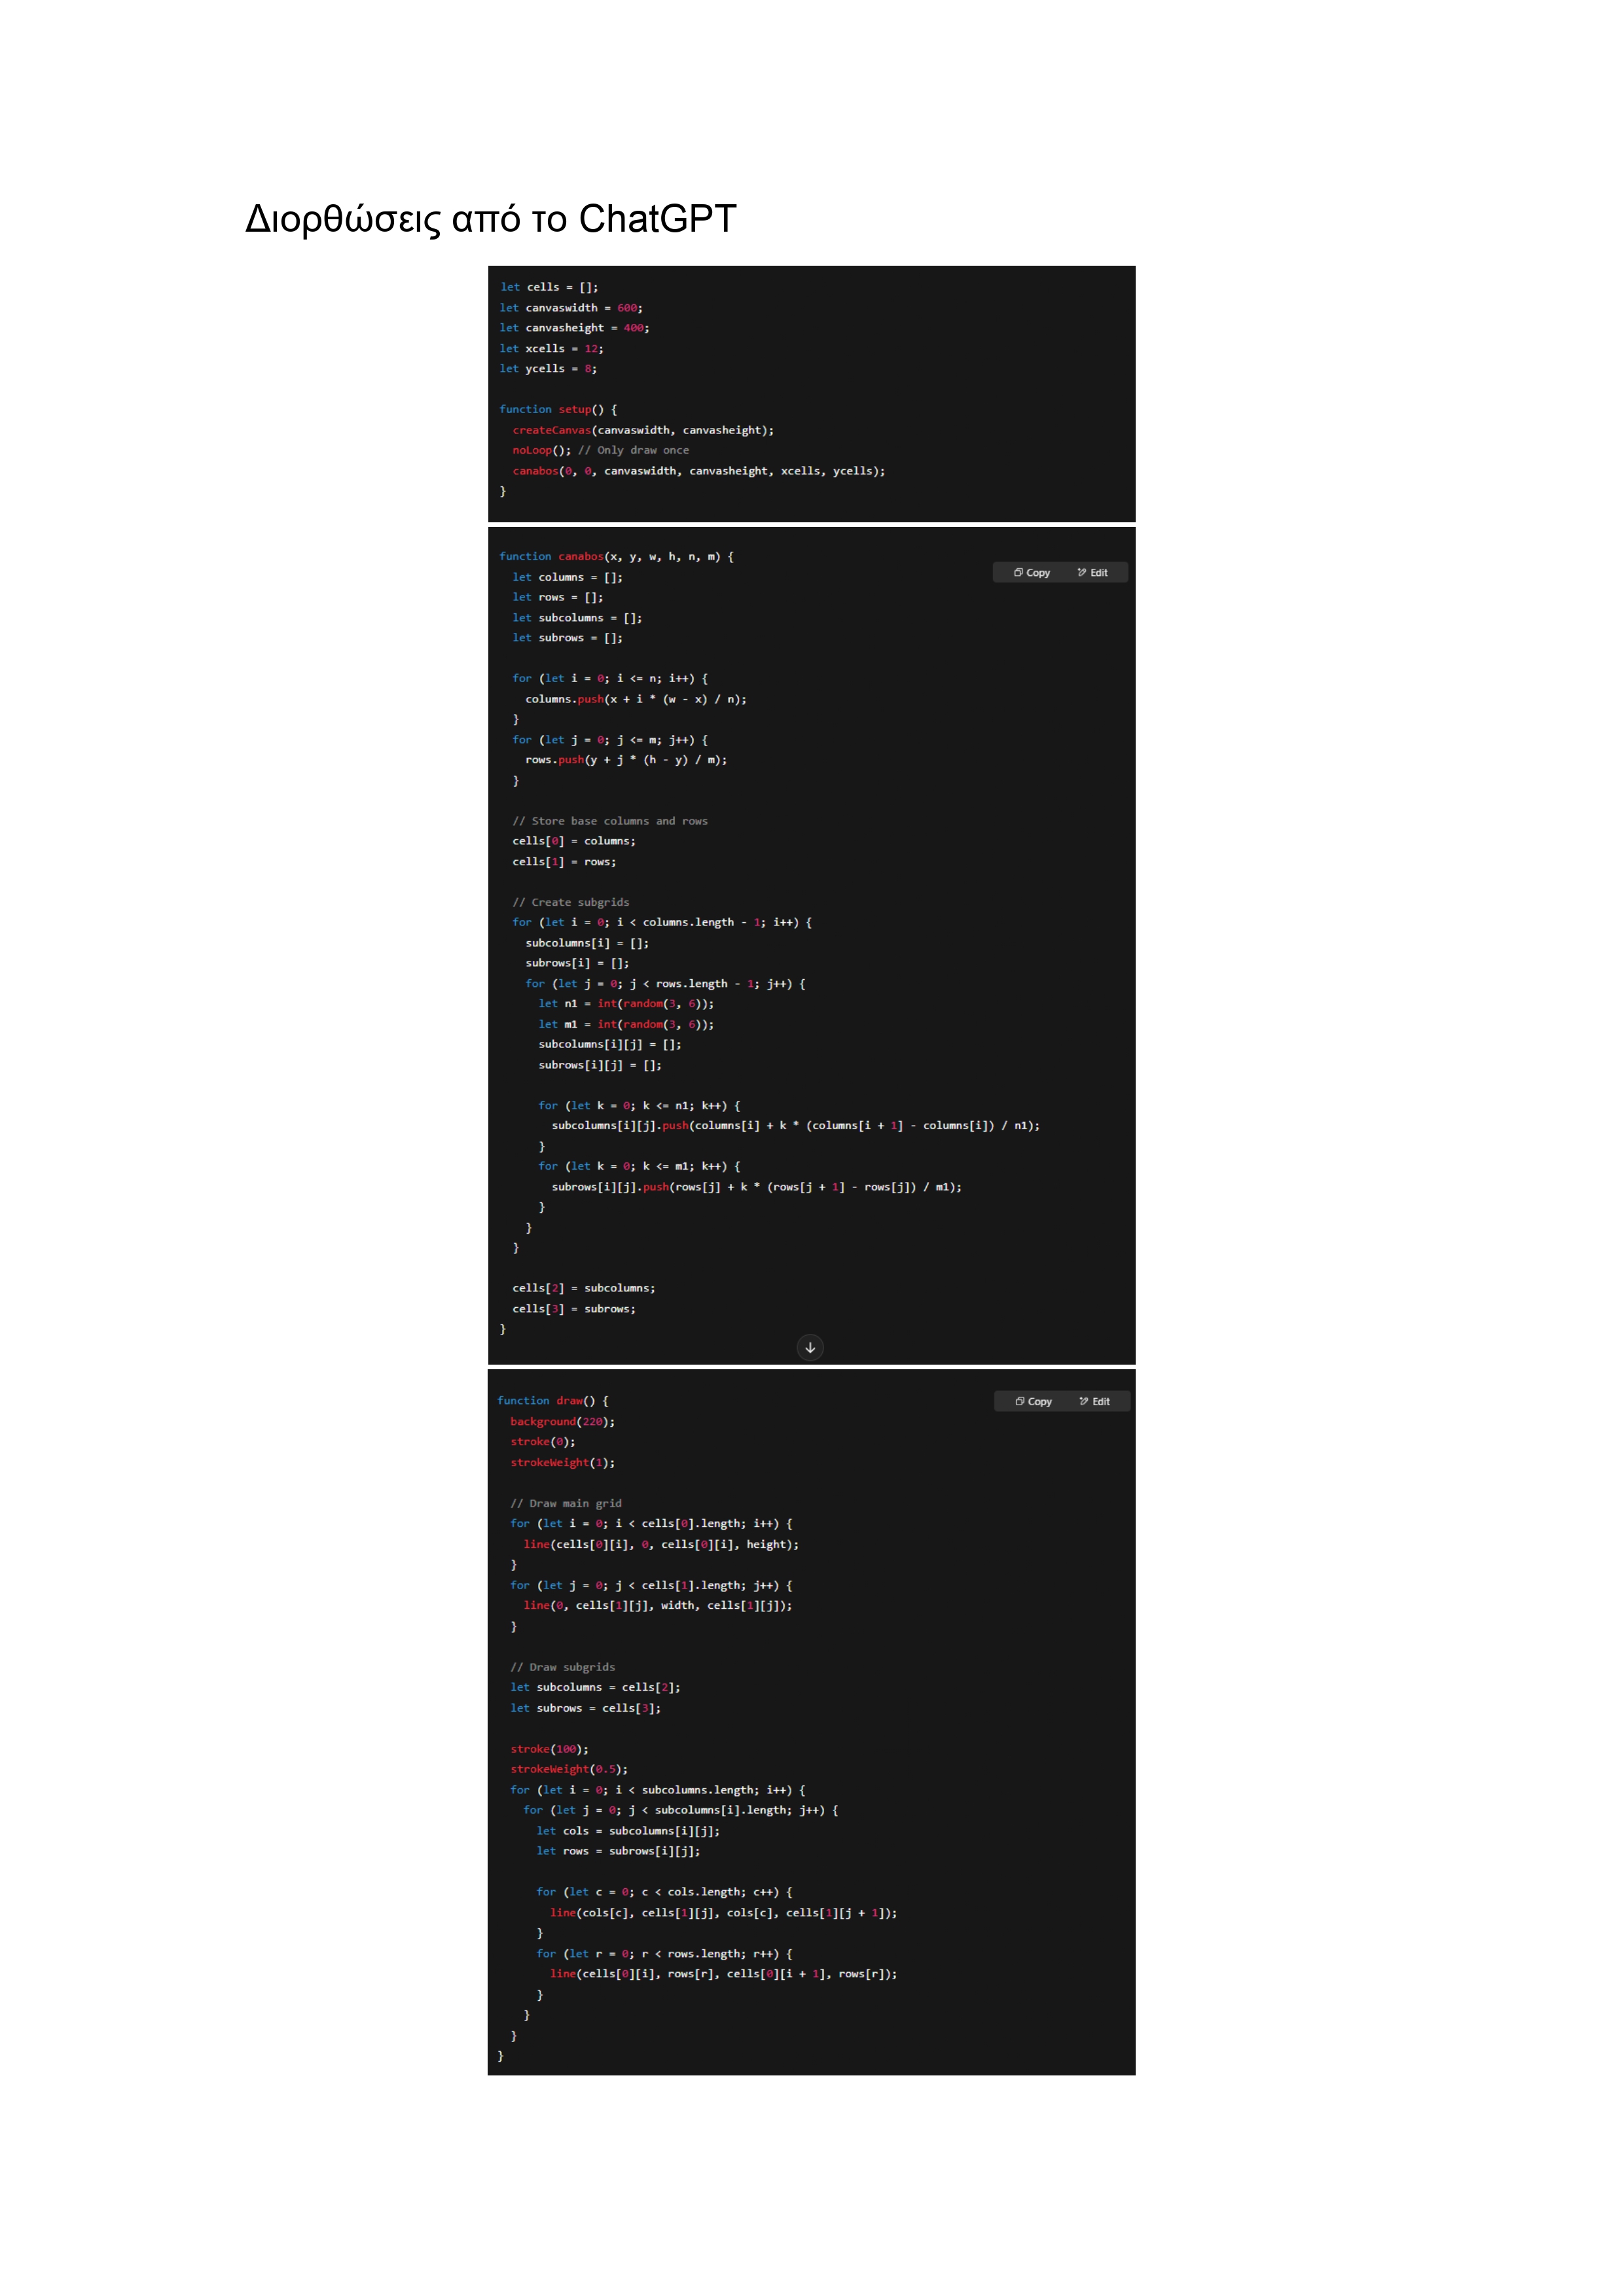 Διορθώσεις από το ChatGPT
let cells = [];
let canvaswidth = 600;
let canvasheight = 400;
let xcells = 12;
let ycells = 8;
function setup() {
  createCanvas(canvaswidth, canvasheight);
  noLoop(); // Only draw once
  canabos(0, 0, canvaswidth, canvasheight, xcells, ycells);
}
function canabos(x, y, w, h, n, m) {
Copy Edit
  let columns = [];
  let rows = [];
  let subcolumns = [];
  let subrows = [];
  for (let i = 0; i <= n; i++) {
    columns.push(x + i * (w - x) / n);
  }
  for (let j = 0; j <= m; j++) {
    rows.push(y + j * (h - y) / m);
  }
  // Store base columns and rows
  cells[0] = columns;
  cells[1] = rows;
  // Create subgrids
  for (let i = 0; i < columns.length - 1; i++) {
    subcolumns[i] = [];
    subrows[i] = [];
    for (let j = 0; j < rows.length - 1; j++) {
      let n1 = int(random(3, 6));
      let m1 = int(random(3, 6));
      subcolumns[i][j] = [];
      subrows[i][j] = [];
      for (let k = 0; k <= n1; k++) {
        subcolumns[i][j].push(columns[i] + k * (columns[i + 1] - columns[i]) / n1);
      }
      for (let k = 0; k <= m1; k++) {
        subrows[i][j].push(rows[j] + k * (rows[j + 1] - rows[j]) / m1);
      }
    }
  }
  cells[2] = subcolumns;
  cells[3] = subrows;
}
function draw() {
Copy Edit
  background(220);
  stroke(0);
  strokeWeight(1);
  // Draw main grid
  for (let i = 0; i < cells[0].length; i++) {
    line(cells[0][i], 0, cells[0][i], height);
  }
  for (let j = 0; j < cells[1].length; j++) {
    line(0, cells[1][j], width, cells[1][j]);
  }
  // Draw subgrids
  let subcolumns = cells[2];
  let subrows = cells[3];
  stroke(100);
  strokeWeight(0.5);
  for (let i = 0; i < subcolumns.length; i++) {
    for (let j = 0; j < subcolumns[i].length; j++) {
      let cols = subcolumns[i][j];
      let rows = subrows[i][j];
      for (let c = 0; c < cols.length; c++) {
        line(cols[c], cells[1][j], cols[c], cells[1][j + 1]);
      }
      for (let r = 0; r < rows.length; r++) {
        line(cells[0][i], rows[r], cells[0][i + 1], rows[r]);
      }
    }
  }
}